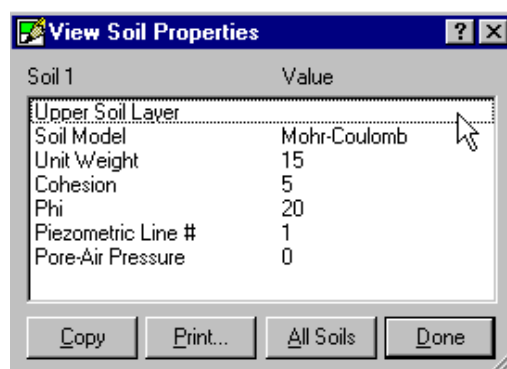 View Soil Properties
Soil 1 Value
Upper Soil Layer
Soil Model Mohr-Coulomb
Unit Weight 15
Cohesion 5
Phi 20
Piezometric Line # 1
Pore-Air Pressure 0
Copy Print... All Soils Done